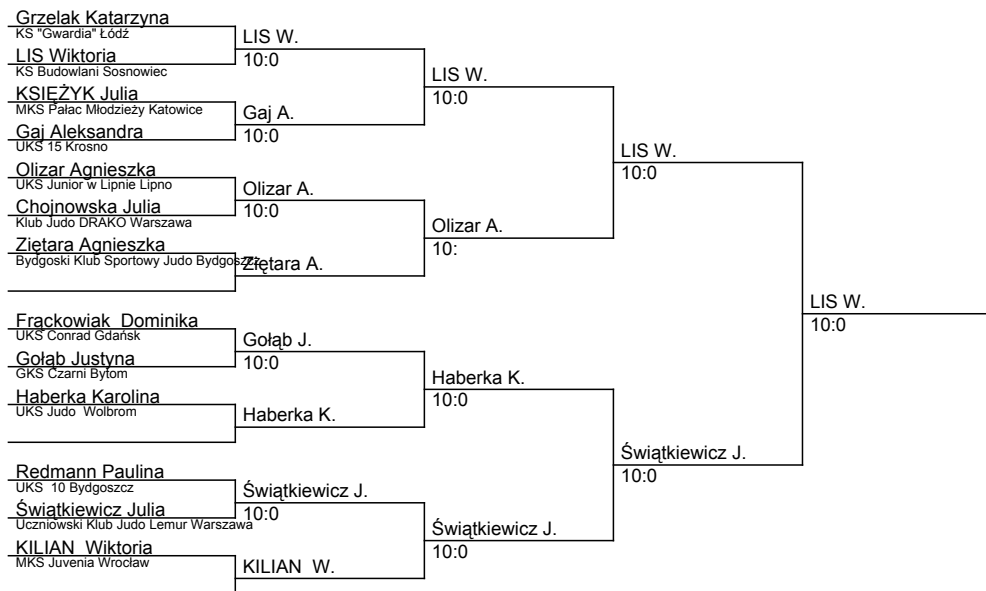 Grzelak Katarzyna
KS "Gwardia" Łódź
LIS Wiktoria
KS Budowlani Sosnowiec
KSIĘŻYK Julia
MKS Pałac Młodzieży Katowice
Gaj Aleksandra
UKS 15 Krosno
Olizar Agnieszka
UKS Junior w Lipnie Lipno
Chojnowska Julia
Klub Judo DRAKO Warszawa
Ziętara Agnieszka
Bydgoski Klub Sportowy Judo Bydgoszcz
Frąckowiak Dominika
UKS Conrad Gdańsk
Gołąb Justyna
GKS Czarni Bytom
Haberka Karolina
UKS Judo Wolbrom
Redmann Paulina
UKS 10 Bydgoszcz
Świątkiewicz Julia
Uczniowski Klub Judo Lemur Warszawa
KILIAN Wiktoria
MKS Juvenia Wrocław
LIS W.
10:0
Gaj A.
10:0
Olizar A.
10:0
Ziętara A.
Gołąb J.
10:0
Haberka K.
Świątkiewicz J.
10:0
KILIAN W.
LIS W.
10:0
Olizar A.
10:
Haberka K.
10:0
Świątkiewicz J.
10:0
LIS W.
10:0
Świątkiewicz J.
10:0
LIS W.
10:0